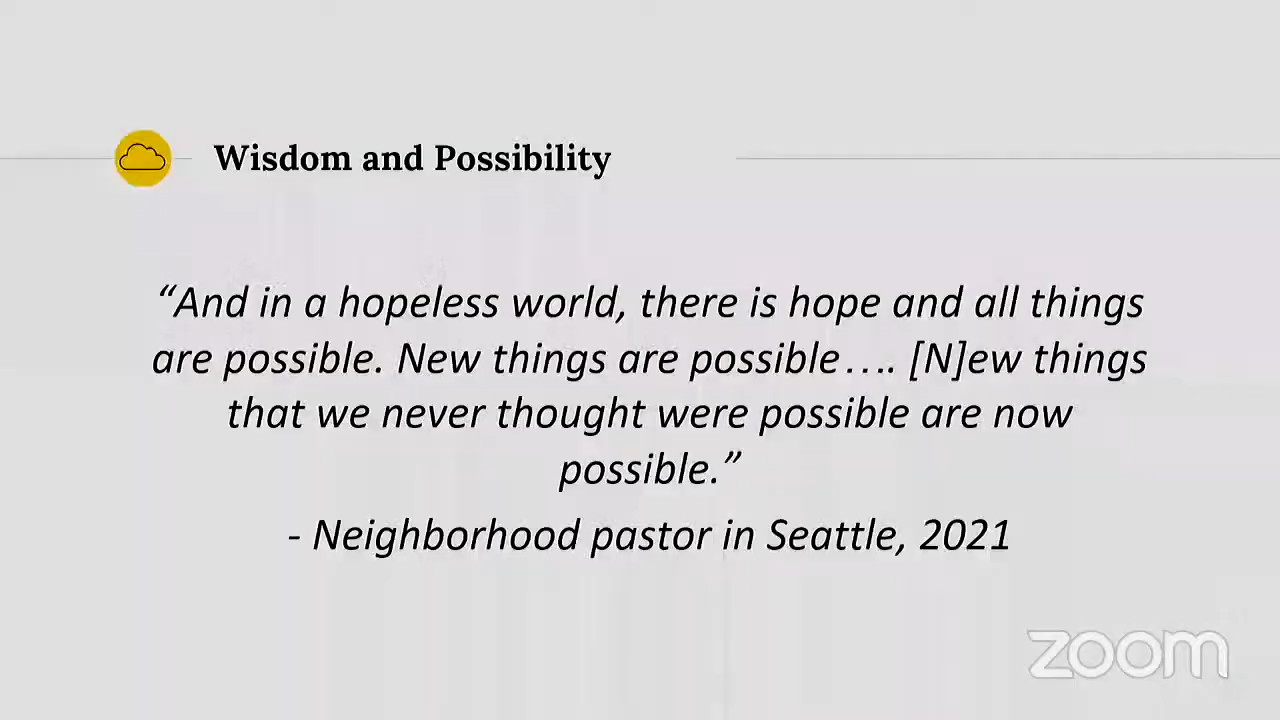 Wisdom and Possibility
“And in a hopeless world, there is hope and all things
are possible. New things are possible…. [N]ew things
that we never thought were possible are now
possible.”
- Neighborhood pastor in Seattle, 2021
zoom